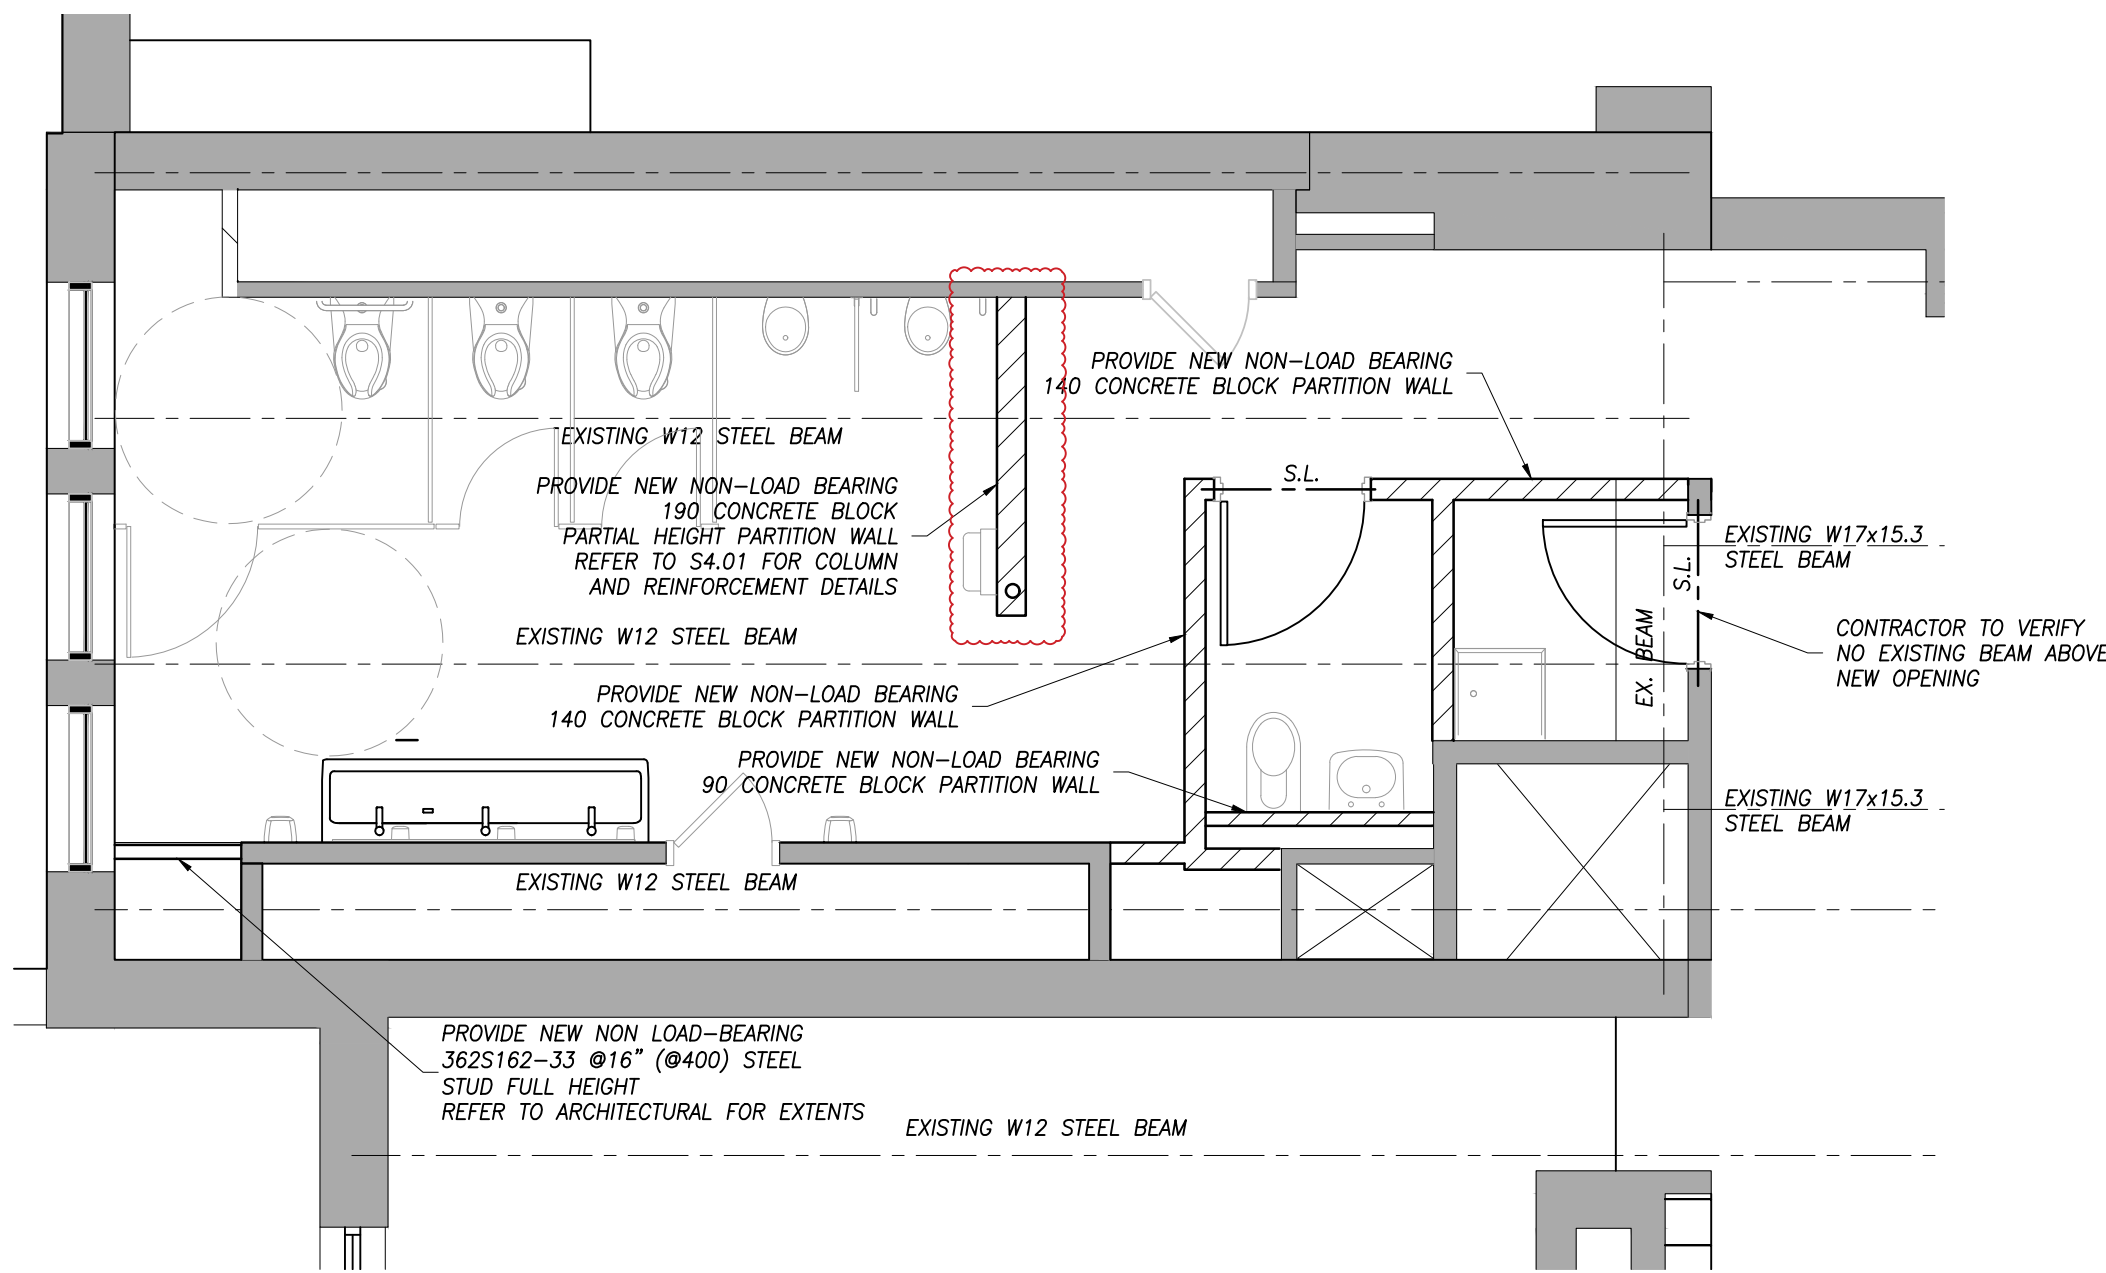 PROVIDE NEW NON-LOAD BEARING
140 CONCRETE BLOCK PARTITION WALL
EXISTING W12 STEEL BEAM
PROVIDE NEW NON-LOAD BEARING
190 CONCRETE BLOCK
PARTIAL HEIGHT PARTITION WALL
REFER TO S4.01 FOR COLUMN
AND REINFORCEMENT DETAILS
S.L.
EXISTING W17x15.3
STEEL BEAM
S.L.
EX. BEAM
CONTRACTOR TO VERIFY
NO EXISTING BEAM ABOVE
NEW OPENING
EXISTING W12 STEEL BEAM
PROVIDE NEW NON-LOAD BEARING
140 CONCRETE BLOCK PARTITION WALL
PROVIDE NEW NON-LOAD BEARING
90 CONCRETE BLOCK PARTITION WALL
EXISTING W17x15.3
STEEL BEAM
EXISTING W12 STEEL BEAM
PROVIDE NEW NON LOAD-BEARING
362S162-33 @16" (@400) STEEL
STUD FULL HEIGHT
REFER TO ARCHITECTURAL FOR EXTENTS
EXISTING W12 STEEL BEAM